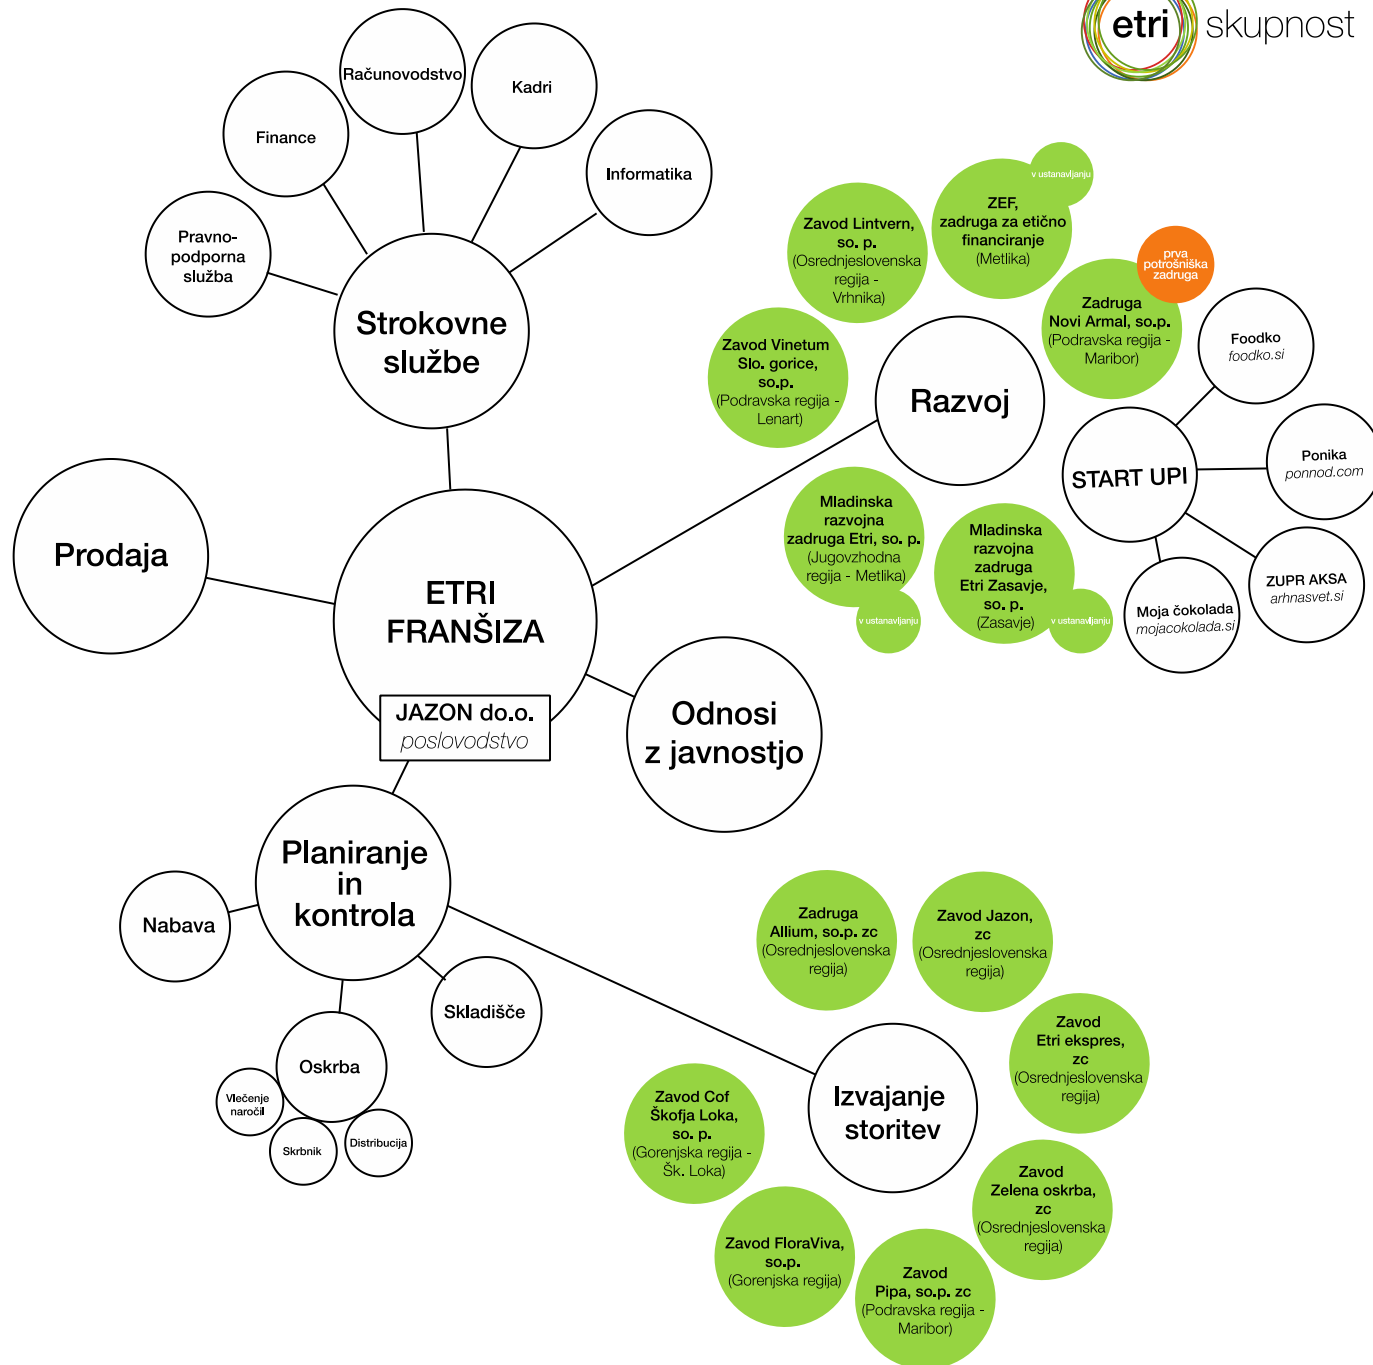 etri skupnost
Računovodstvo
Kadri
Finance
Informatika
Pravno-
podporna
služba
Strokovne
službe
v ustanavljanju
ZEF,
zadruga za etično
financiranje
(Metlika)
Zavod Lintvern,
so. p.
(Osrednjeslovenska
regija -
Vrhnika)
prva
potrošniška
zadruga
Zadruga
Novi Armal, so.p.
(Podravska regija -
Maribor)
Zavod Vinetum
Slo. gorice,
so.p.
(Podravska regija -
Lenart)
Razvoj
Foodko
foodko.si
START UPI
Ponika
ponnod.com
ZUPR AKSA
arhnasvet.si
Moja čokolada
mojacokolada.si
Mladinska
razvojna
zadruga Etri, so. p.
(Jugovzhodna
regija - Metlika)
v ustanavljanju
Mladinska
razvojna
zadruga
Etri Zasavje,
so. p.
(Zasavje)
v ustanavljanju
Prodaja
ETRI
FRANŠIZA
JAZON do.o.
poslovodstvo
Odnosi
z javnostjo
Planiranje
in
kontrola
Nabava
Skladišče
Oskrba
Vlečenje
naročil
Skrbnik
Distribucija
Zadruga
Allium, so.p. zc
(Osrednjeslovenska
regija)
Zavod Jazon,
zc
(Osrednjeslovenska
regija)
Zavod
Etri ekspres,
zc
(Osrednjeslovenska
regija)
Izvajanje
storitev
Zavod Cof
Škofja Loka,
so. p.
(Gorenjska regija -
Šk. Loka)
Zavod
Zelena oskrba,
zc
(Osrednjeslovenska
regija)
Zavod FloraViva,
so.p.
(Gorenjska regija)
Zavod
Pipa, so.p. zc
(Podravska regija -
Maribor)